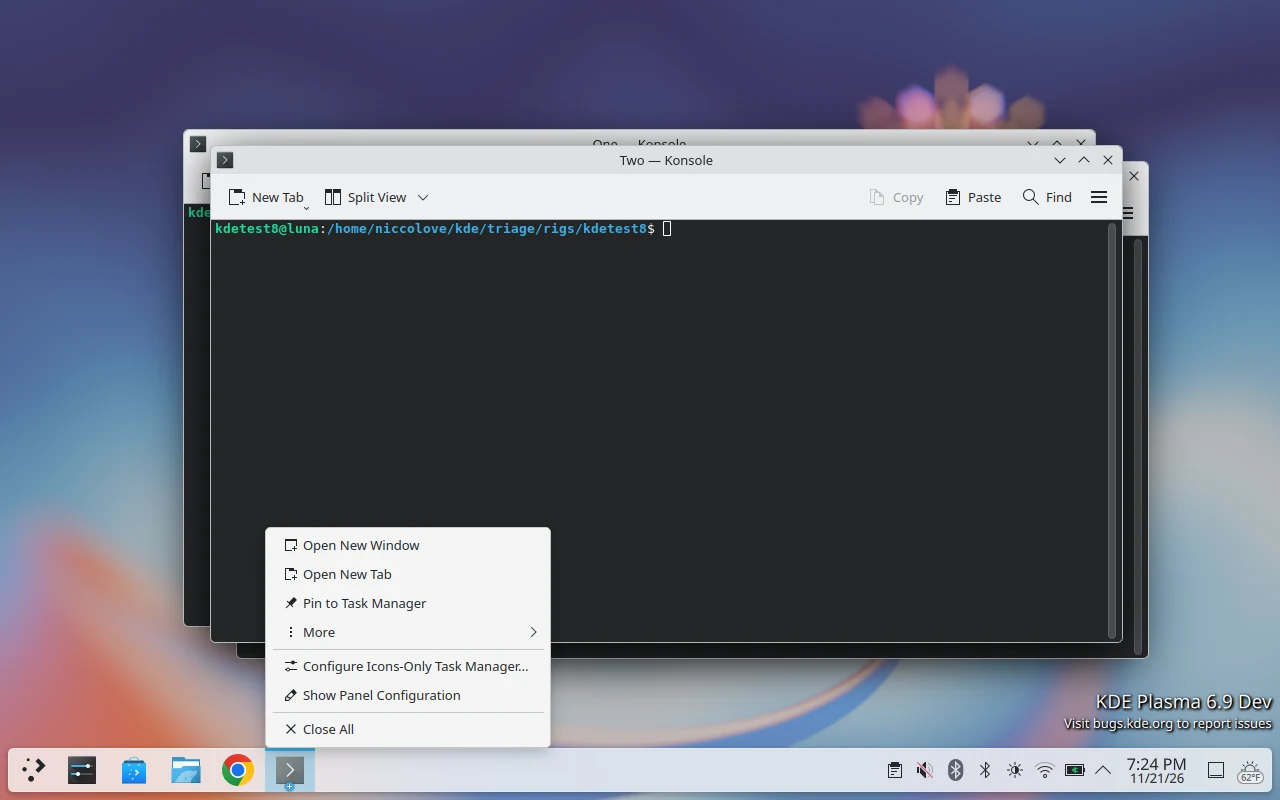 One — Konsole
Two — Konsole
New Tab
Split View
Copy
Paste
Find
kde
kdetest8@luna:/home/niccolove/kde/triage/rigs/kdetest8$
Open New Window
Open New Tab
Pin to Task Manager
More
Configure Icons-Only Task Manager...
Show Panel Configuration
Close All
KDE Plasma 6.9 Dev
Visit bugs.kde.org to report issues
7:24 PM
11/21/26
62°F